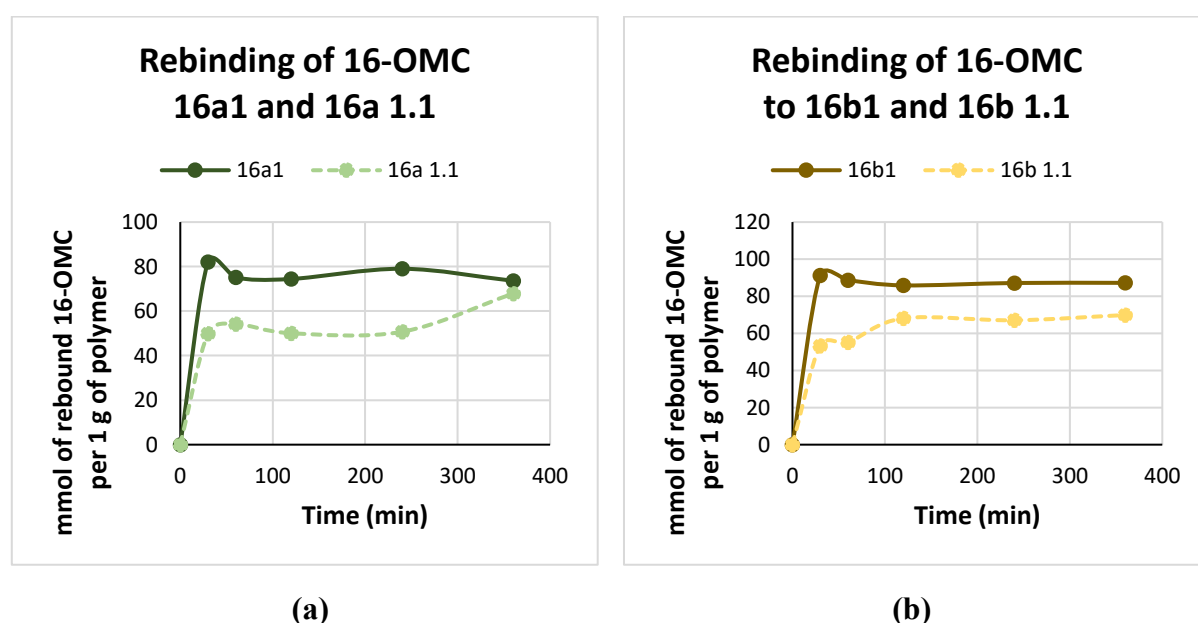 Rebinding of 16-OMC
16a1 and 16a 1.1
16a1
16a 1.1
mmol of rebound 16-OMC
per 1 g of polymer
100
80
60
40
20
0
0
100
200
300
400
Time (min)
(a)
Rebinding of 16-OMC
to 16b1 and 16b 1.1
16b1
16b 1.1
mmol of rebound 16-OMC
per 1 g of polymer
120
100
80
60
40
20
0
0
100
200
300
400
Time (min)
(b)